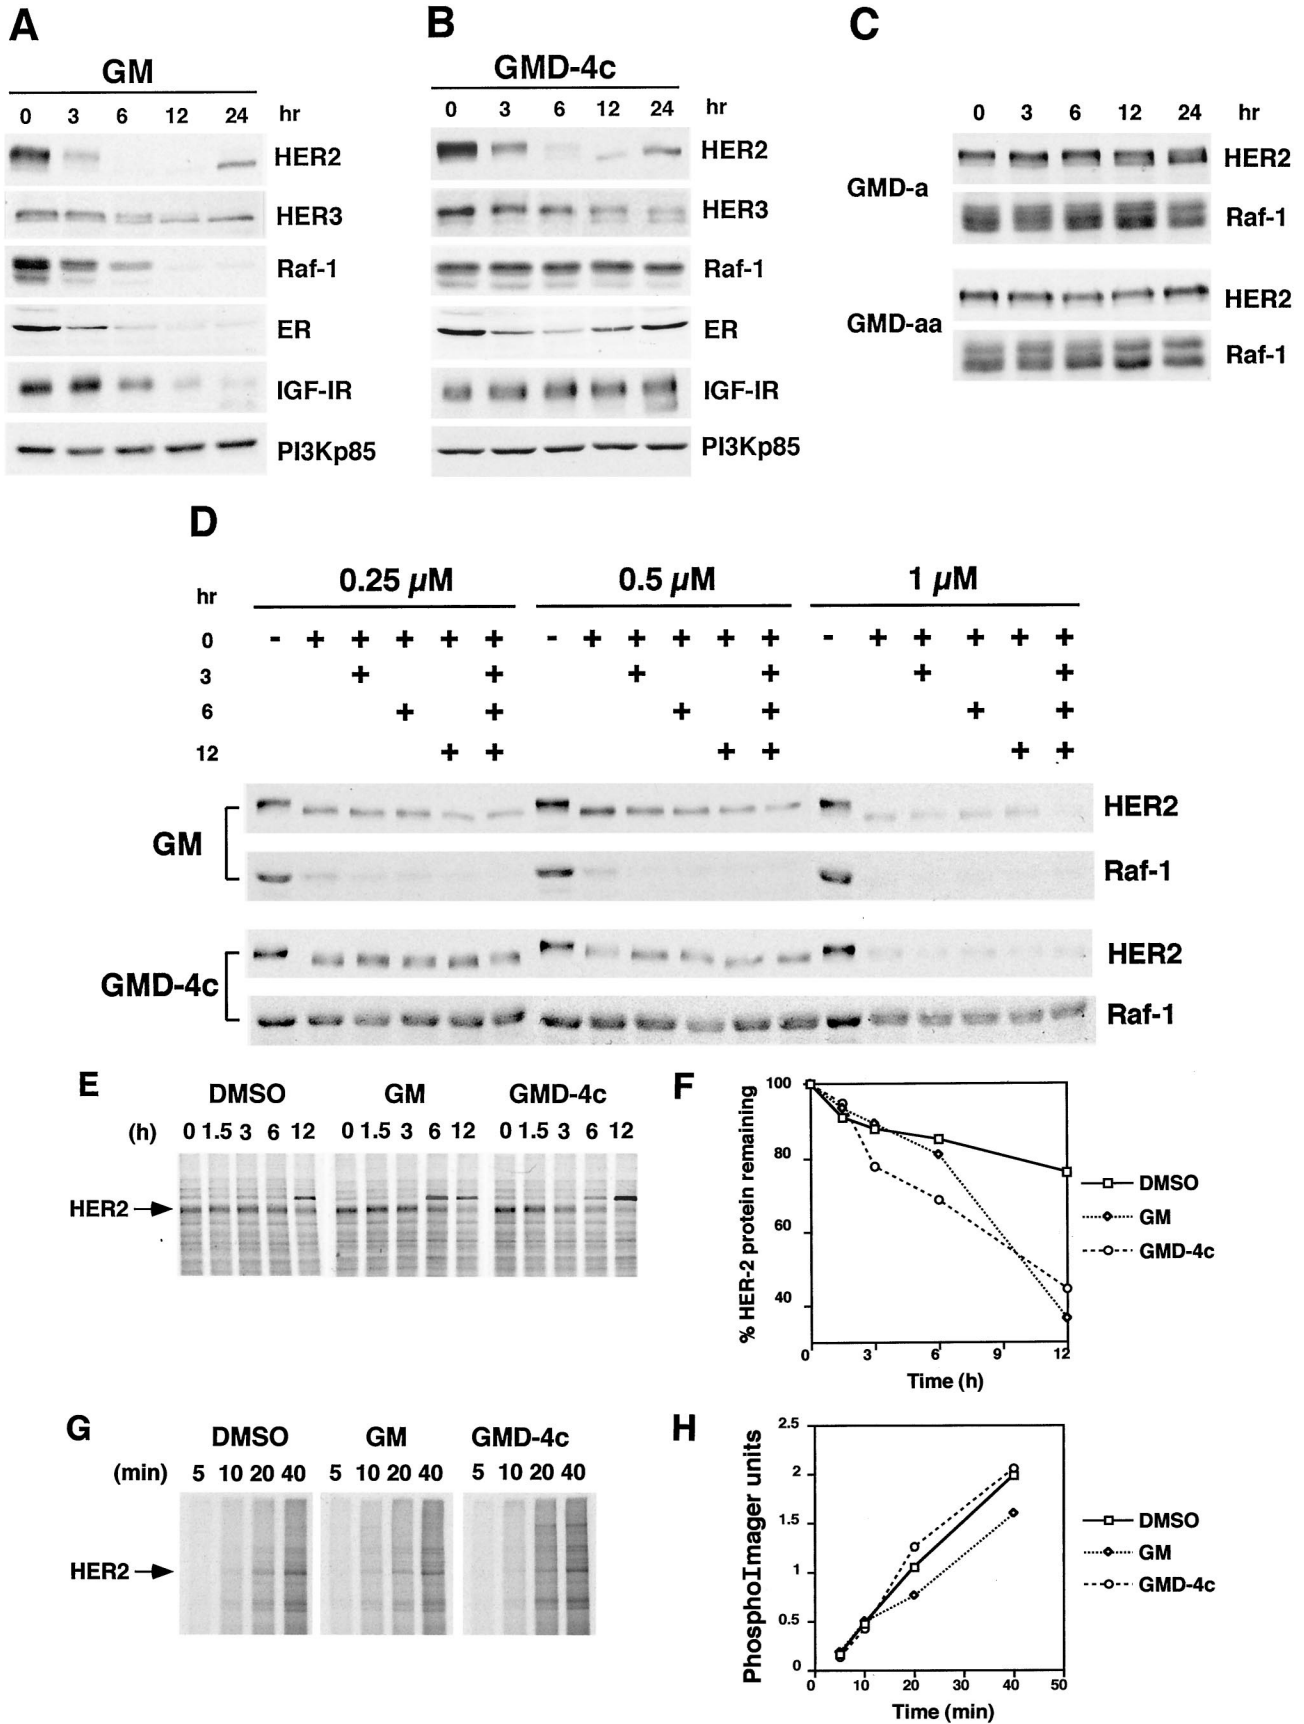 A
GM
0 3 6 12 24 hr
HER2
HER3
Raf-1
ER
IGF-IR
PI3Kp85
B
GMD-4c
0 3 6 12 24 hr
HER2
HER3
Raf-1
ER
IGF-IR
PI3Kp85
C
0 3 6 12 24 hr
GMD-a
HER2
Raf-1
GMD-aa
HER2
Raf-1
D
hr 0.25 µM 0.5 µM 1 µM
0 - + + + + + - + + + + + - + + + + +
3 + + + + + +
6 + + + + + +
12 + + + + + +
GM
HER2
Raf-1
GMD-4c
HER2
Raf-1
E
DMSO GM GMD-4c
(h) 0 1.5 3 6 12 0 1.5 3 6 12 0 1.5 3 6 12
HER2
F
% HER-2 protein remaining
100
80
60
40
0 3 6 9 12
Time (h)
DMSO
GM
GMD-4c
G
DMSO GM GMD-4c
(min) 5 10 20 40 5 10 20 40 5 10 20 40
HER2
H
PhosphoImager units
2.5
2
1.5
1
0.5
0
0 10 20 30 40 50
Time (min)
DMSO
GM
GMD-4c